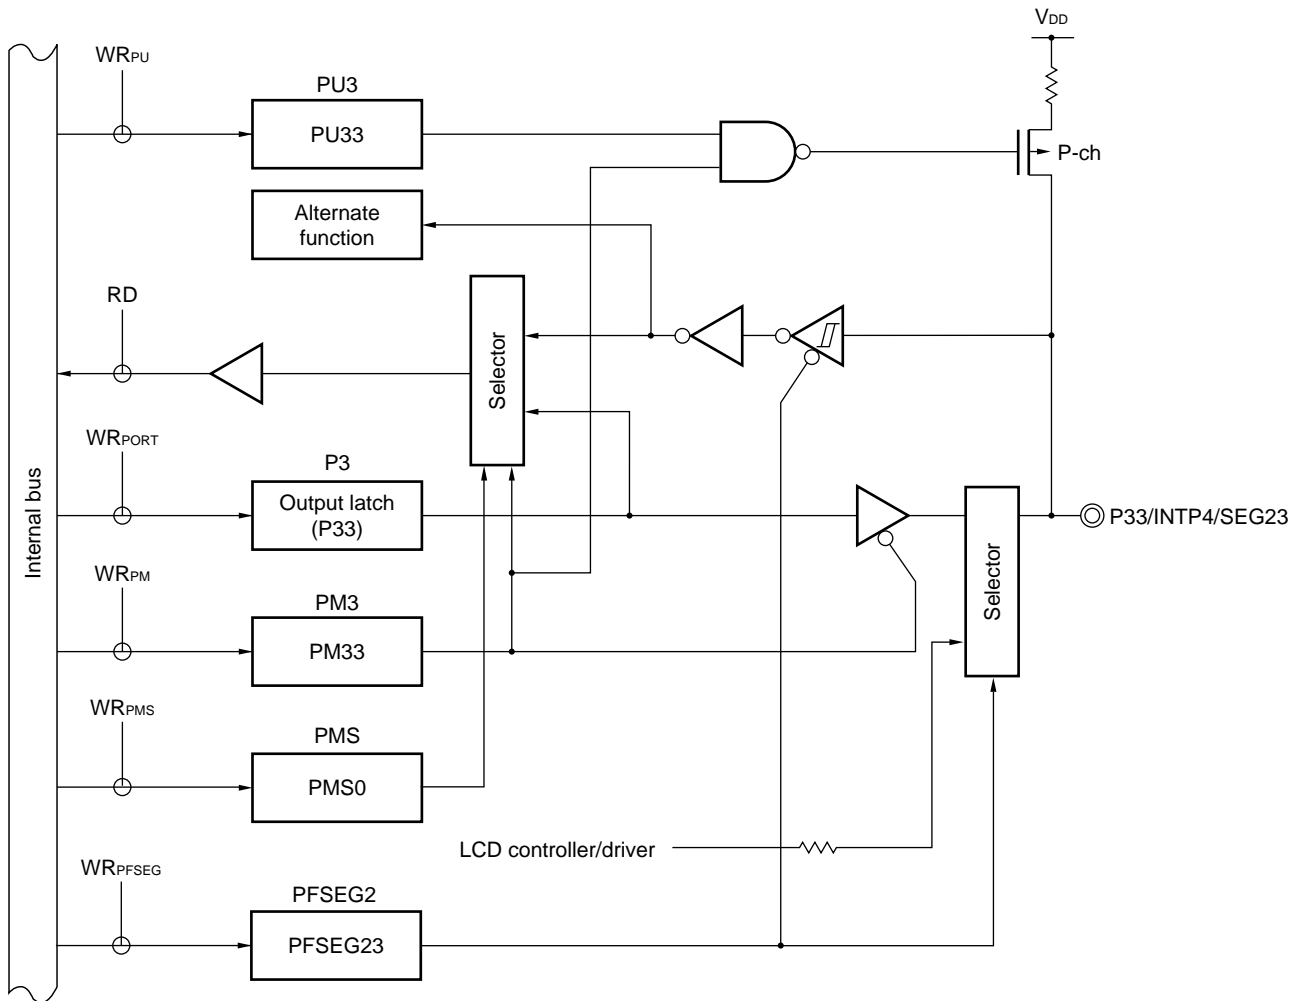 VDD
WRPU
PU3
PU33
P-ch
Alternate
function
RD
Selector
WRPORT
P3
Output latch
(P33)
P33/INTP4/SEG23
Internal bus
Selector
WRPM
PM3
PM33
WRPMS
PMS
PMS0
LCD controller/driver
WRPFSEG
PFSEG2
PFSEG23